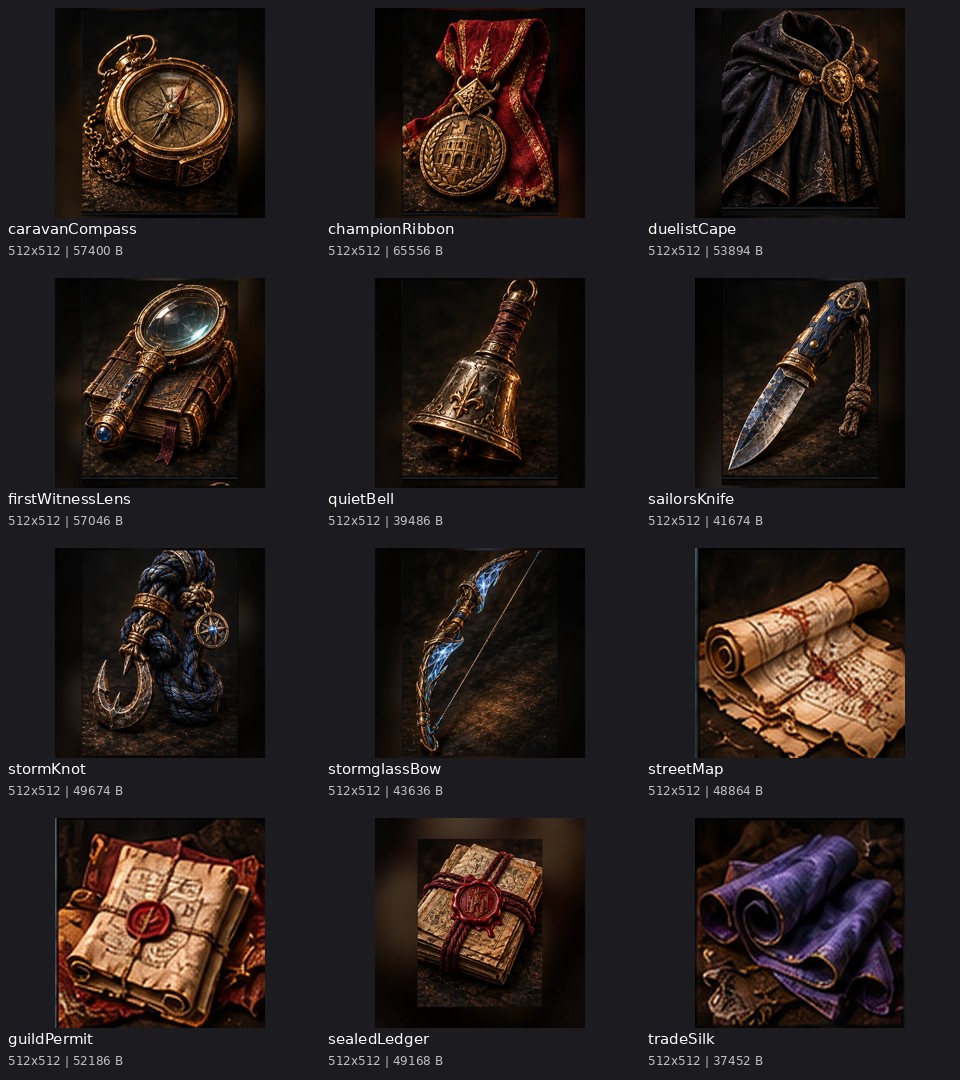 caravanCompass
512x512 | 57400 B
championRibbon
512x512 | 65556 B
duelistCape
512x512 | 53894 B
firstWitnessLens
512x512 | 57046 B
quietBell
512x512 | 39486 B
sailorsKnife
512x512 | 41674 B
stormKnot
512x512 | 49674 B
stormglassBow
512x512 | 43636 B
streetMap
512x512 | 48864 B
guildPermit
512x512 | 52186 B
sealedLedger
512x512 | 49168 B
tradeSilk
512x512 | 37452 B